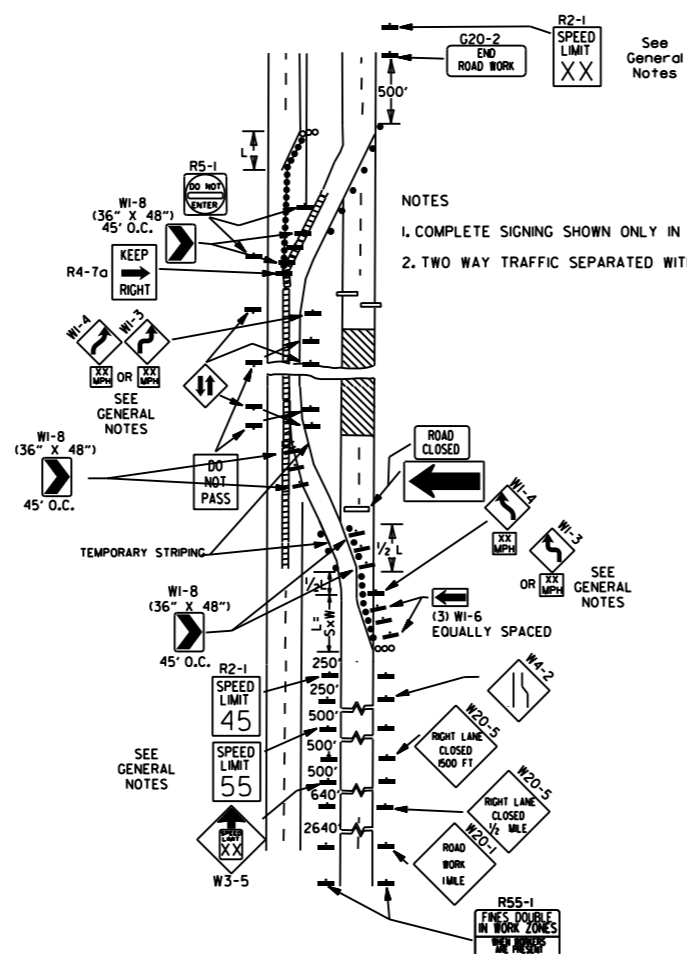 R2-1
SPEED
LIMIT
XX
See
General
Notes
G20-2
END
ROAD WORK
500'
L
R5-1
DO NOT
ENTER
W1-8
(36" X 48")
45' O.C.
R4-7a
KEEP
RIGHT
NOTES
1. COMPLETE SIGNING SHOWN ONLY IN
2. TWO WAY TRAFFIC SEPARATED WIT
W1-4
W1-3
XX
MPH
OR
XX
MPH
SEE
GENERAL
NOTES
W1-8
(36" X 48")
45' O.C.
DO
NOT
PASS
ROAD
CLOSED
W1-4
XX
MPH
W1-3
OR
XX
MPH
SEE
GENERAL
NOTES
TEMPORARY STRIPING
1/2 L
1/2 L
L=
SxW
(3) W1-6
EQUALLY SPACED
W1-8
(36" X 48")
45' O.C.
250'
R2-1
SPEED
LIMIT
45
250'
W4-2
500'
SEE
GENERAL
NOTES
SPEED
LIMIT
55
500'
W20-5
RIGHT LANE
CLOSED
1500 FT
500'
640'
W20-5
RIGHT LANE
CLOSED
1/2 MILE
SPEED
LIMIT
XX
W3-5
2640'
W20-1
ROAD
WORK
1 MILE
R55-1
FINES DOUBLE
IN WORK ZONES
WHEN WORKERS
ARE PRESENT